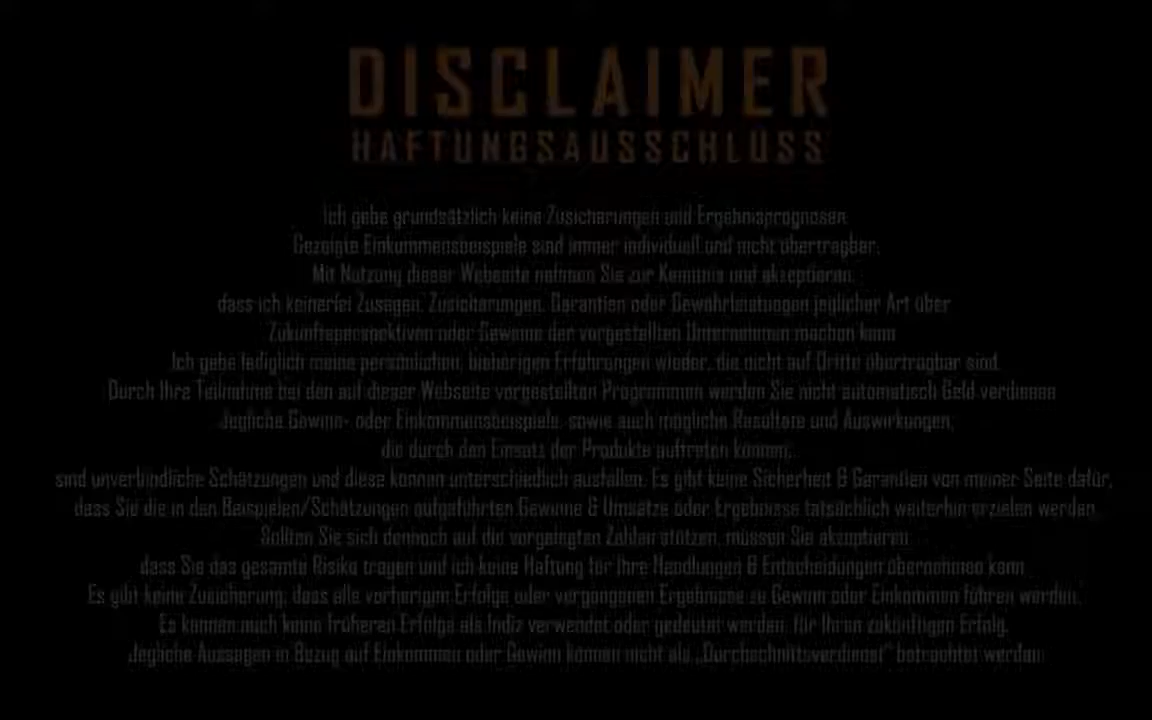 DISCLAIMER
HAFTUNGSAUSSCHLUSS
Ich gebe grundsätzlich keine Zusicherungen und Ergebnisprognosen.
Gezeigte Einkommensbeispiele sind immer individuell und nicht übertragbar.
Mit Nutzung dieser Webseite nehmen Sie zur Kenntnis und akzeptieren,
dass ich keinerlei Zusagen, Zusicherungen, Garantien oder Gewährleistungen jeglicher Art über
Zukunftsperspektiven oder Gewinne der vorgestellten Unternehmen machen kann.
Ich gebe lediglich meine persönlichen, bisherigen Erfahrungen wieder, die nicht auf Dritte übertragbar sind.
Durch Ihre Teilnahme bei den auf dieser Webseite vorgestellten Programmen werden Sie nicht automatisch Geld verdienen.
Jegliche Gewinn- oder Einkommensbeispiele, sowie auch mögliche Resultate und Auswirkungen,
die durch den Einsatz der Produkte auftreten können,
sind unverbindliche Schätzungen und diese können unterschiedlich ausfallen. Es gibt keine Sicherheit & Garantien von meiner Seite dafür,
dass Sie die in den Beispielen/Schätzungen aufgeführten Gewinne & Umsätze oder Ergebnisse tatsächlich weiterhin erzielen werden.
Sollten Sie sich dennoch auf die vorgelegten Zahlen stützen, müssen Sie akzeptieren,
dass Sie das gesamte Risiko tragen und ich keine Haftung für Ihre Handlungen & Entscheidungen übernehmen kann.
Es gibt keine Zusicherung, dass alle vorherigen Erfolge oder vergangenen Ergebnisse zu Gewinn oder Einkommen führen werden.
Es können auch keine früheren Erfolge als Indiz verwendet oder gedeutet werden, für Ihren zukünftigen Erfolg.
Jegliche Aussagen in Bezug auf Einkommen oder Gewinn können nicht als „Durchschnittsverdienst“ betrachtet werden.